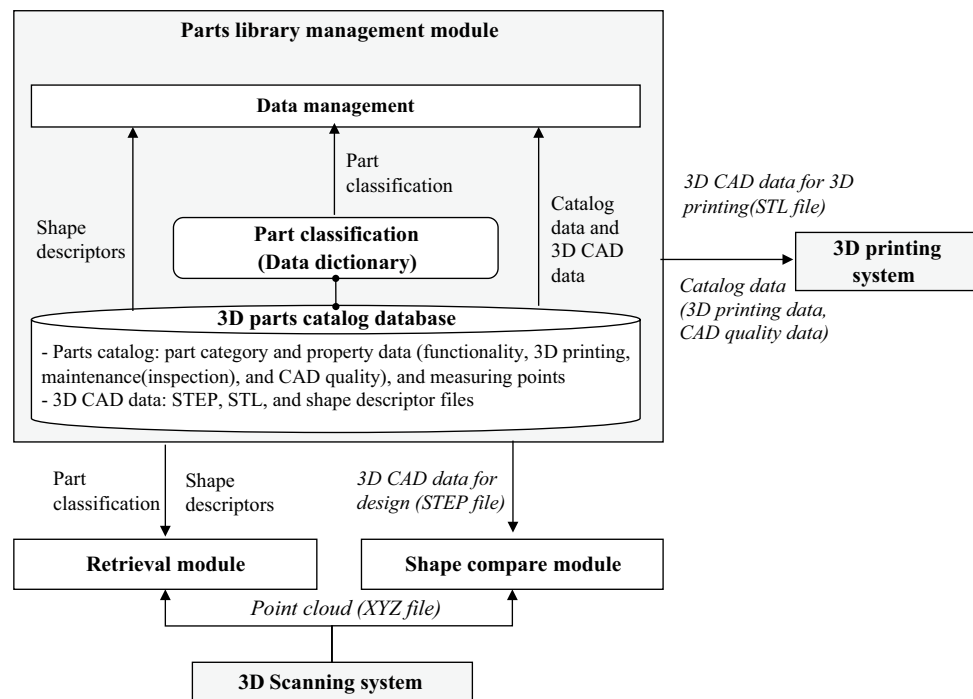 Parts library management module
Data management
Part
classification
Shape
descriptors
Catalog
data and
3D CAD
data
Part classification
(Data dictionary)
3D parts catalog database
- Parts catalog: part category and property data (functionality, 3D printing,
maintenance(inspection), and CAD quality), and measuring points
- 3D CAD data: STEP, STL, and shape descriptor files
3D CAD data for 3D
printing(STL file)
3D printing
system
Catalog data
(3D printing data,
CAD quality data)
Part
classification
Shape
descriptors
3D CAD data for
design (STEP file)
Retrieval module
Shape compare module
Point cloud (XYZ file)
3D Scanning system